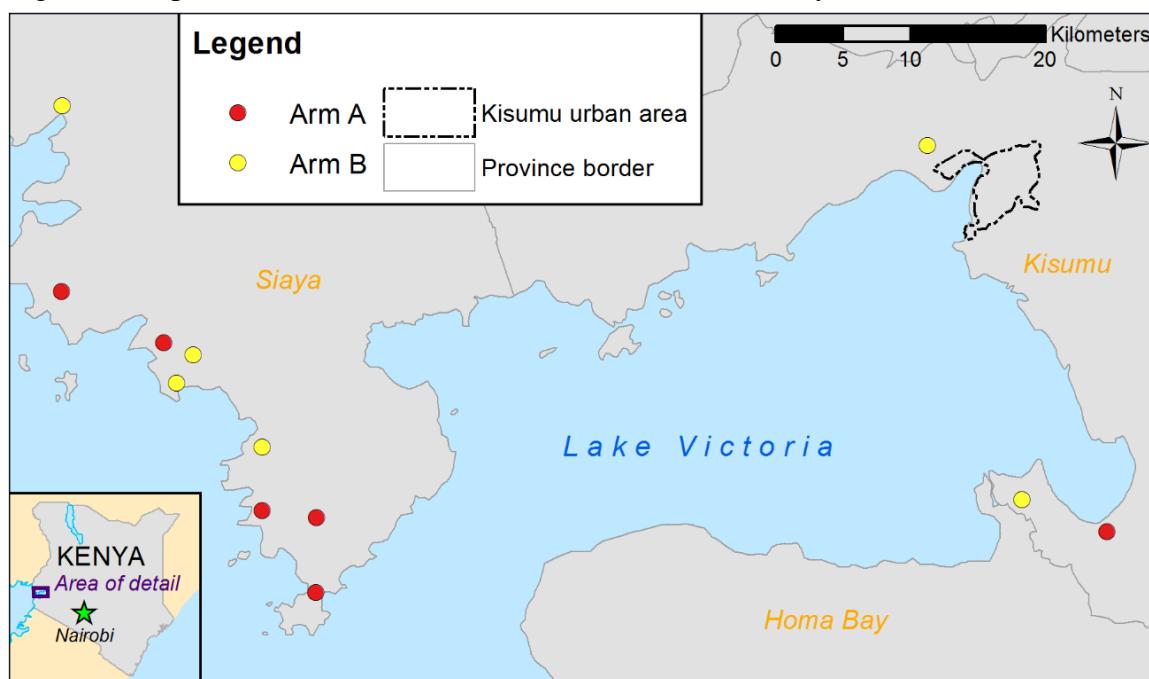 Legend
Arm A
Kisumu urban area
Arm B
Province border
Kilometers
0 5 10 20
N
Siaya
Kisumu
Lake Victoria
Homa Bay
KENYA
Area of detail
Nairobi